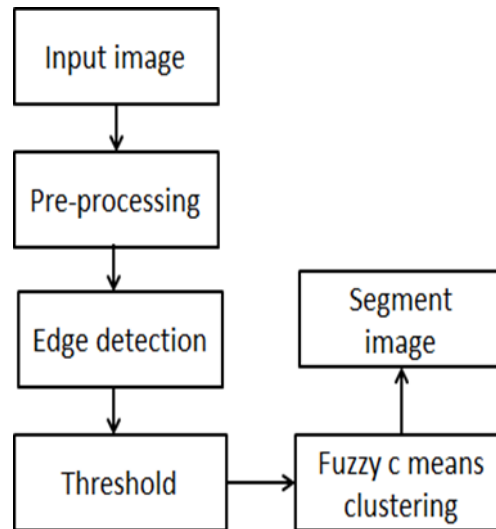 Input image
Pre-processing
Edge detection
Threshold
Fuzzy c means
clustering
Segment
image